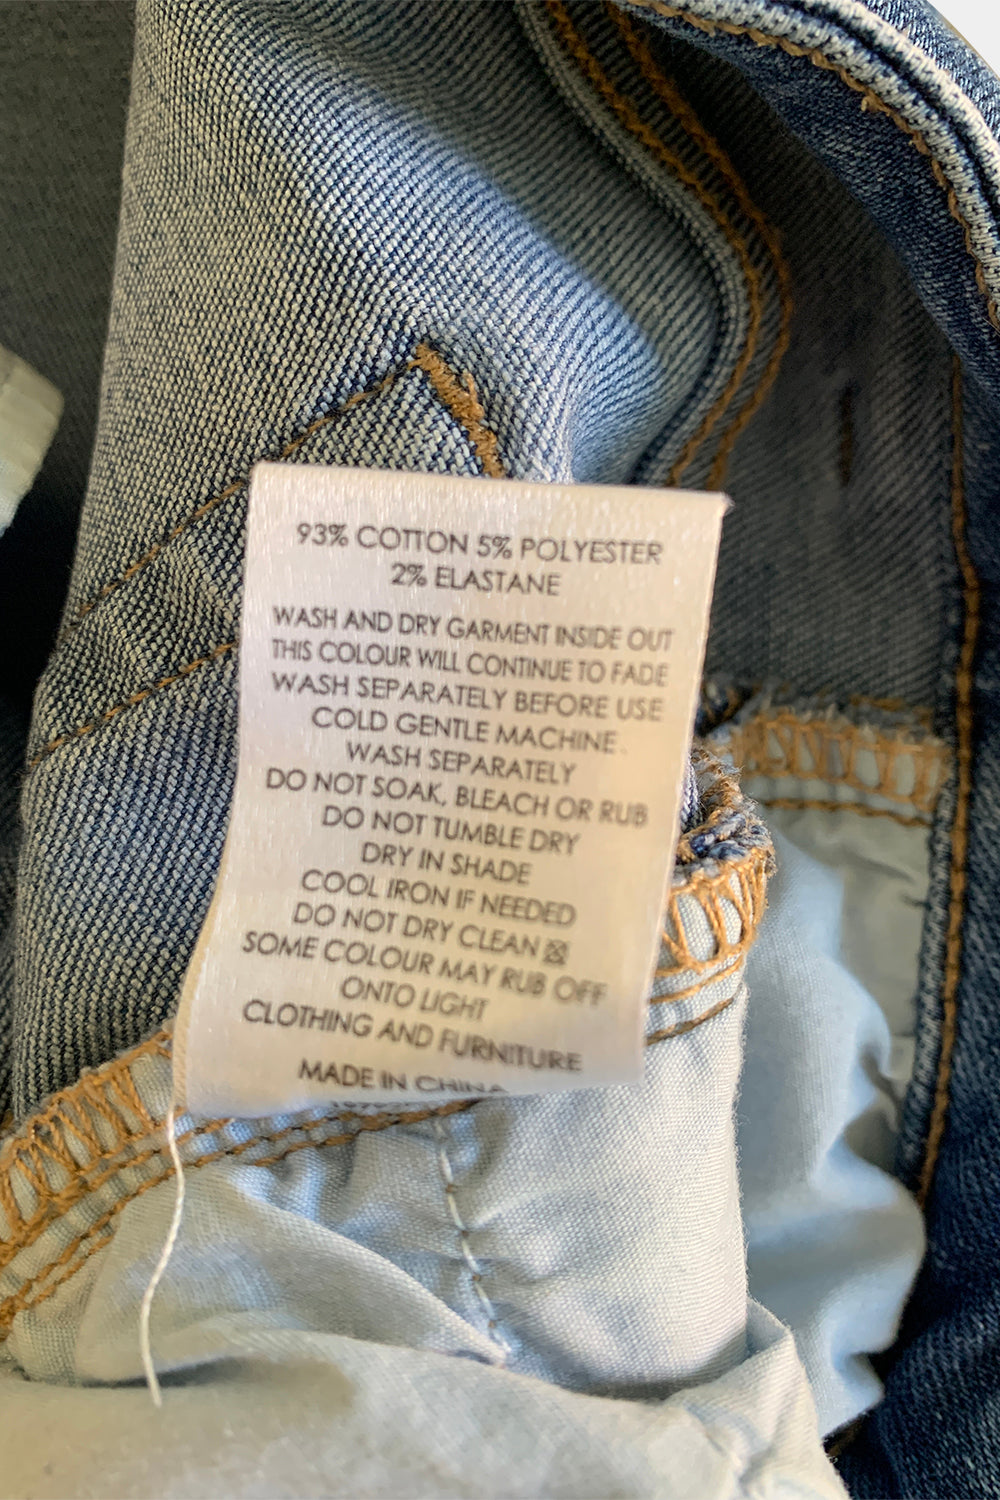 93% COTTON 5% POLYESTER
2% ELASTANE
WASH AND DRY GARMENT INSIDE OUT
THIS COLOUR WILL CONTINUE TO FADE
WASH SEPARATELY BEFORE USE
COLD GENTLE MACHINE.
WASH SEPARATELY
DO NOT SOAK, BLEACH OR RUB
DO NOT TUMBLE DRY
DRY IN SHADE
COOL IRON IF NEEDED
DO NOT DRY CLEAN
SOME COLOUR MAY RUB OFF
ONTO LIGHT
CLOTHING AND FURNITURE
MADE IN CHINA